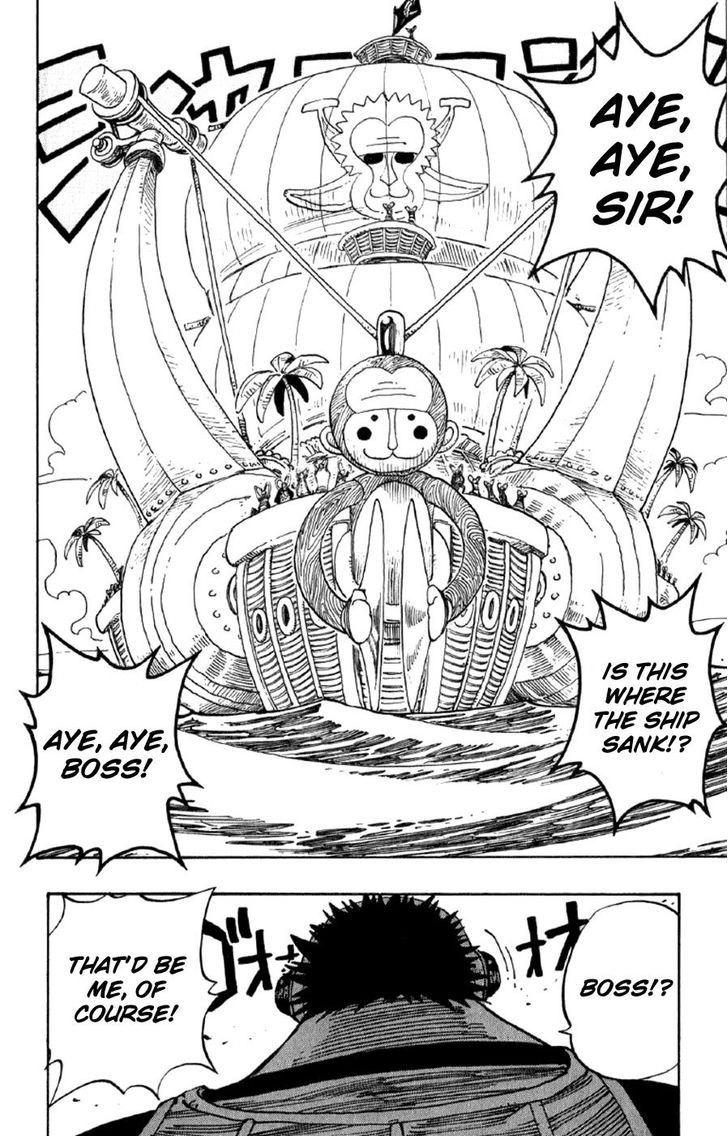 AYE,
AYE,
SIR!
IS THIS
WHERE
THE SHIP
SANK!?
AYE, AYE,
BOSS!
BOSS!?
THAT'D BE
ME, OF
COURSE!